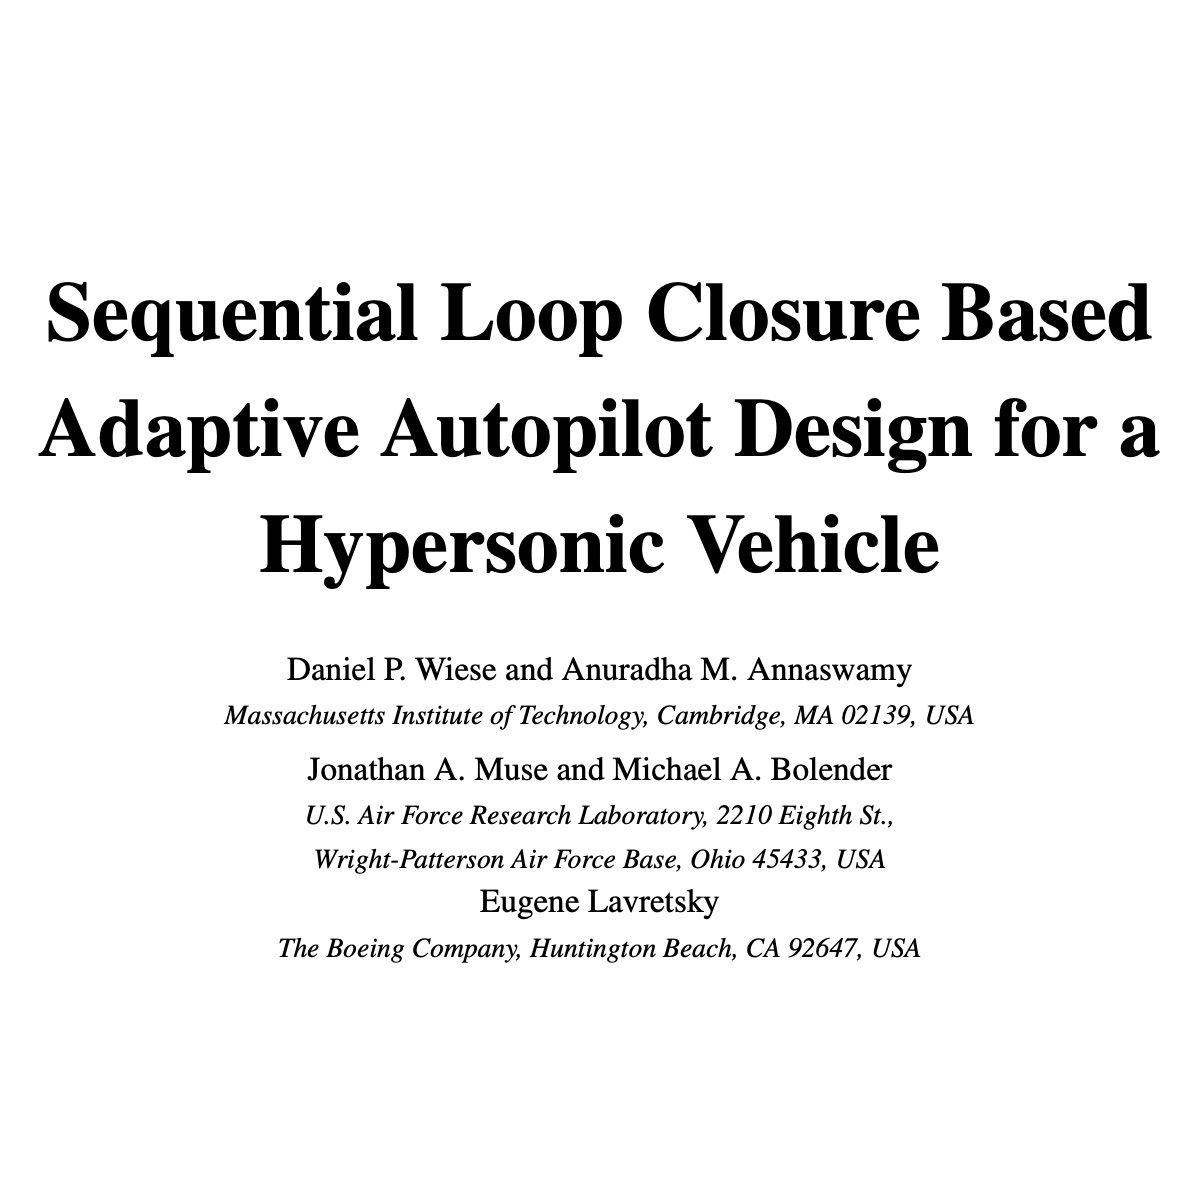 Sequential Loop Closure Based
Adaptive Autopilot Design for a
Hypersonic Vehicle
Daniel P. Wiese and Anuradha M. Annaswamy
Massachusetts Institute of Technology, Cambridge, MA 02139, USA
Jonathan A. Muse and Michael A. Bolender
U.S. Air Force Research Laboratory, 2210 Eighth St.,
Wright-Patterson Air Force Base, Ohio 45433, USA
Eugene Lavretsky
The Boeing Company, Huntington Beach, CA 92647, USA